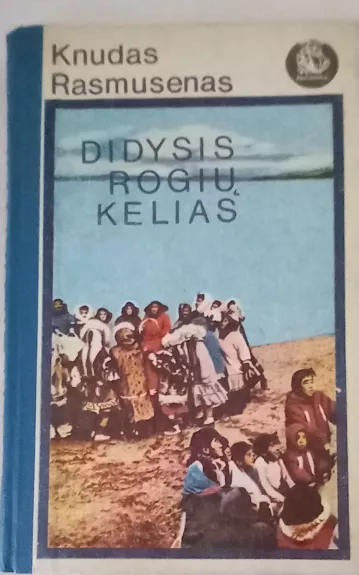 Knudas
Rasmusenas
DIDYSIS
ROGIŲ
KELIAS